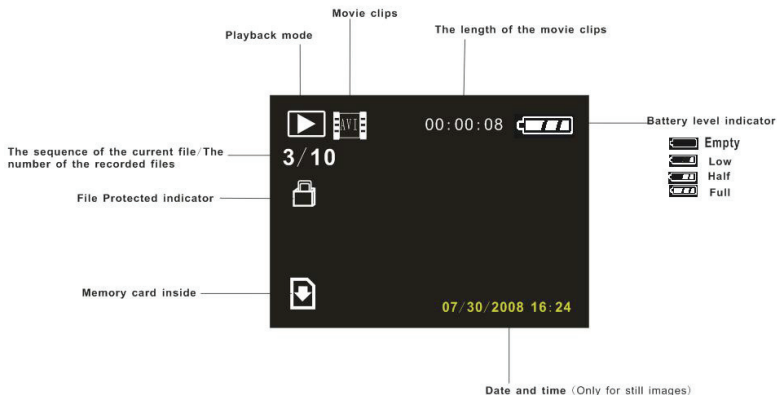 Movie clips
Playback mode
The length of the movie clips
AVI
00:00:08
Battery level indicator
Empty
Low
Half
Full
The sequence of the current file/The
number of the recorded files
3/10
File Protected indicator
Memory card inside
07/30/2008 16:24
Date and time (Only for still images)